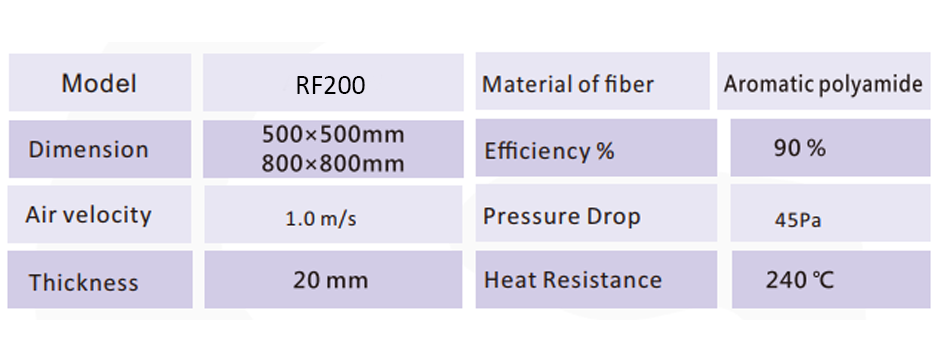 Model RF200 Material of fiber Aromatic polyamide
Dimension 500×500mm Efficiency % 90 %
800×800mm
Air velocity 1.0 m/s Pressure Drop 45Pa
Thickness 20 mm Heat Resistance 240 ℃